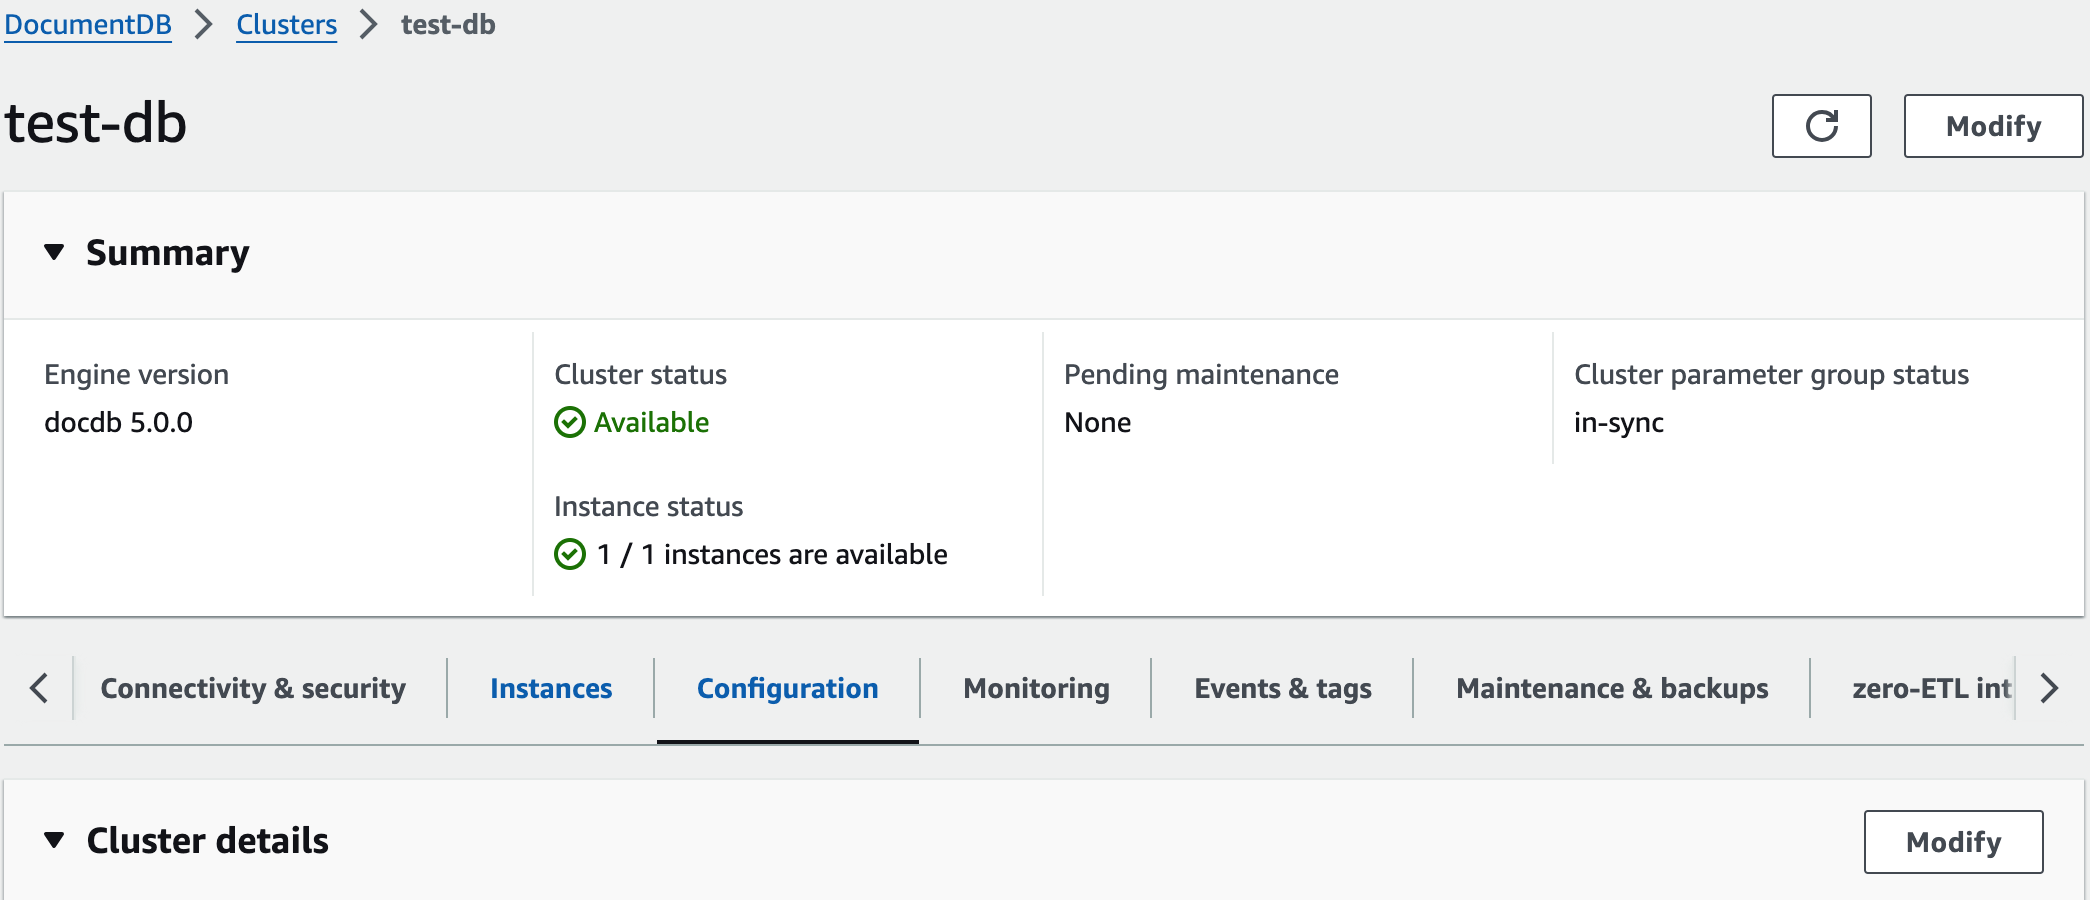 DocumentDB > Clusters > test-db
test-db
Modify
Summary
Engine version
docdb 5.0.0
Cluster status
Available
Instance status
1 / 1 instances are available
Pending maintenance
None
Cluster parameter group status
in-sync
Connectivity & security
Instances
Configuration
Monitoring
Events & tags
Maintenance & backups
zero-ETL int
Cluster details
Modify